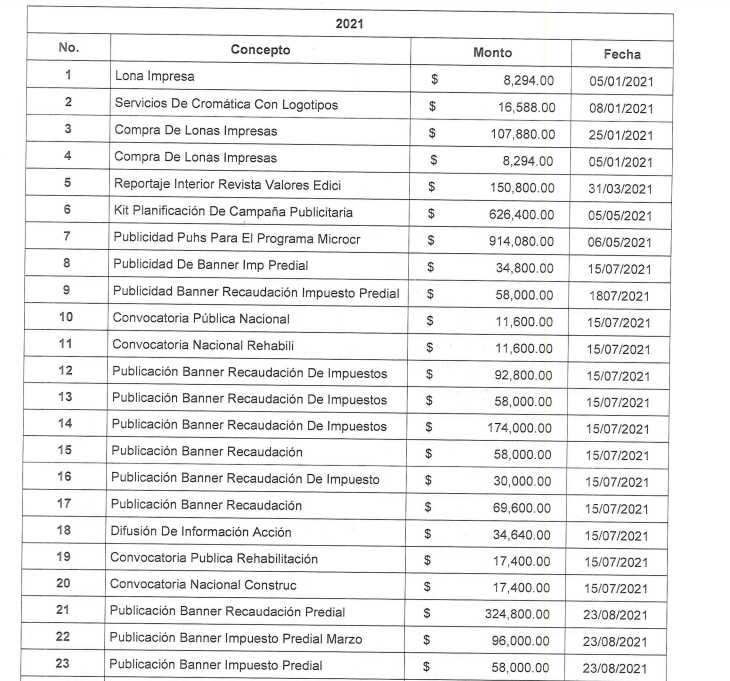 2021
No. Concepto Monto Fecha
1 Lona Impresa $ 8,294.00 05/01/2021
2 Servicios De Cromática Con Logotipos $ 16,588.00 08/01/2021
3 Compra De Lonas Impresas $ 107,880.00 25/01/2021
4 Compra De Lonas Impresas $ 8,294.00 05/01/2021
5 Reportaje Interior Revista Valores Edici $ 150,800.00 31/03/2021
6 Kit Planificación De Campaña Publicitaria $ 626,400.00 05/05/2021
7 Publicidad Puhs Para El Programa Microcr $ 914,080.00 06/05/2021
8 Publicidad De Banner Imp Predial $ 34,800.00 15/07/2021
9 Publicidad Banner Recaudación Impuesto Predial $ 58,000.00 1807/2021
10 Convocatoria Pública Nacional $ 11,600.00 15/07/2021
11 Convocatoria Nacional Rehabili $ 11,600.00 15/07/2021
12 Publicación Banner Recaudación De Impuestos $ 92,800.00 15/07/2021
13 Publicación Banner Recaudación De Impuestos $ 58,000.00 15/07/2021
14 Publicación Banner Recaudación De Impuestos $ 174,000.00 15/07/2021
15 Publicación Banner Recaudación $ 58,000.00 15/07/2021
16 Publicación Banner Recaudación De Impuesto $ 30,000.00 15/07/2021
17 Publicación Banner Recaudación $ 69,600.00 15/07/2021
18 Difusión De Información Acción $ 34,640.00 15/07/2021
19 Convocatoria Publica Rehabilitación $ 17,400.00 15/07/2021
20 Convocatoria Nacional Construc $ 17,400.00 15/07/2021
21 Publicación Banner Recaudación Predial $ 324,800.00 23/08/2021
22 Publicación Banner Impuesto Predial Marzo $ 96,000.00 23/08/2021
23 Publicación Banner Impuesto Predial $ 58,000.00 23/08/2021